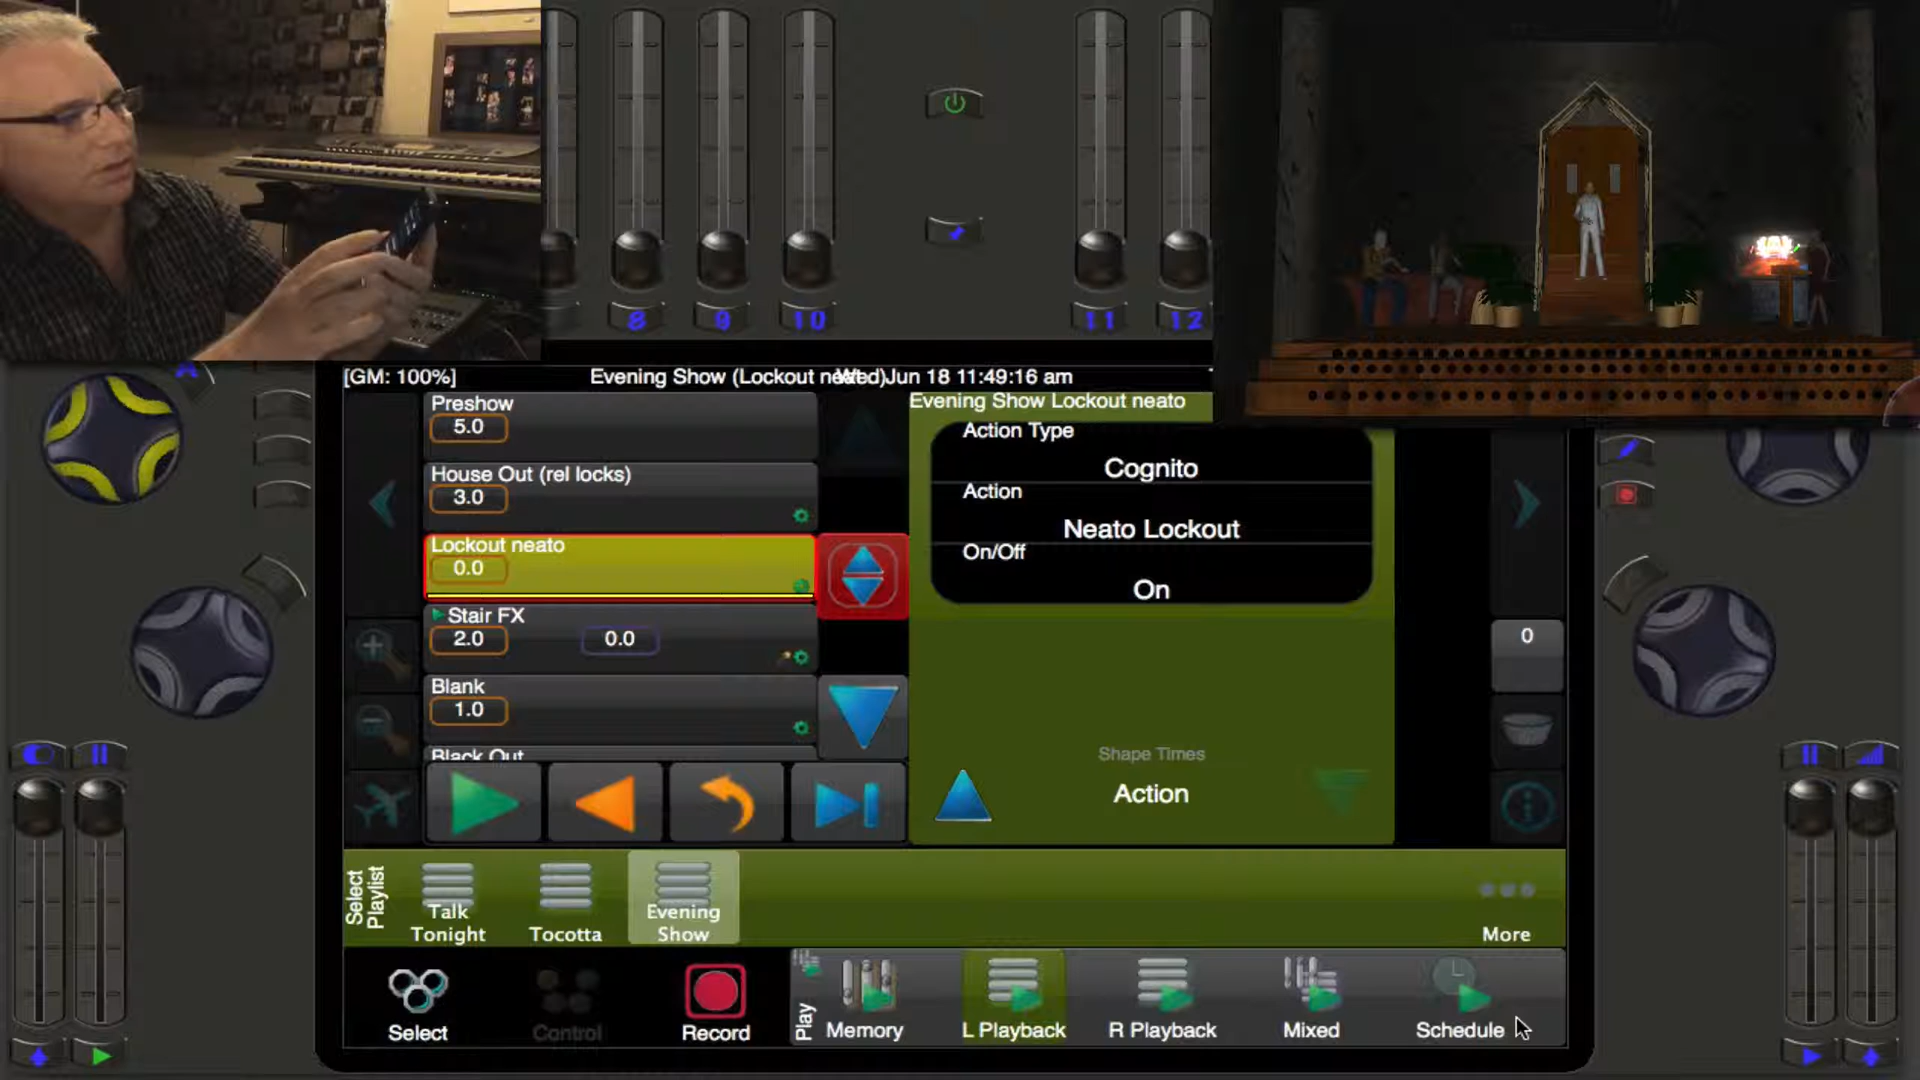 8 9 10 11 12
[GM: 100%] Evening Show (Lockout neato) Wed Jun 18 11:49:16 am
Preshow
5.0
House Out (rel locks)
3.0
Lockout neato
0.0
Stair FX
2.0 0.0
Blank
1.0
Black Out
Evening Show Lockout neato
Action Type
Cognito
Action
Neato Lockout
On/Off
On
Shape Times
Action
0
Select Playlist
Talk Tonight
Tocotta
Evening Show
More
Select
Control
Record
Play
Memory
L Playback
R Playback
Mixed
Schedule